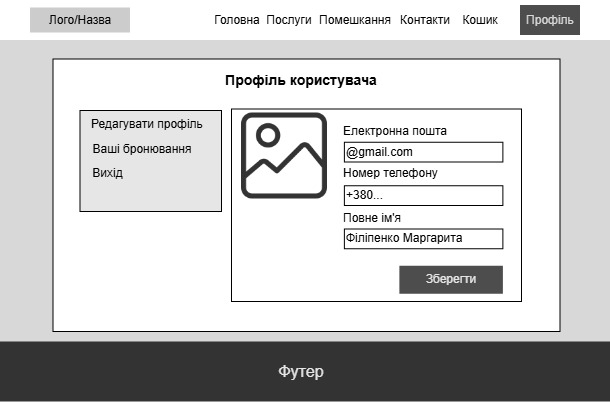 Лого/Назва
Головна Послуги Помешкання Контакти Кошик Профіль
Профіль користувача
Редагувати профіль
Ваші бронювання
Вихід
Електронна пошта
@gmail.com
Номер телефону
+380...
Повне ім'я
Філіпенко Маргарита
Зберегти
Футер